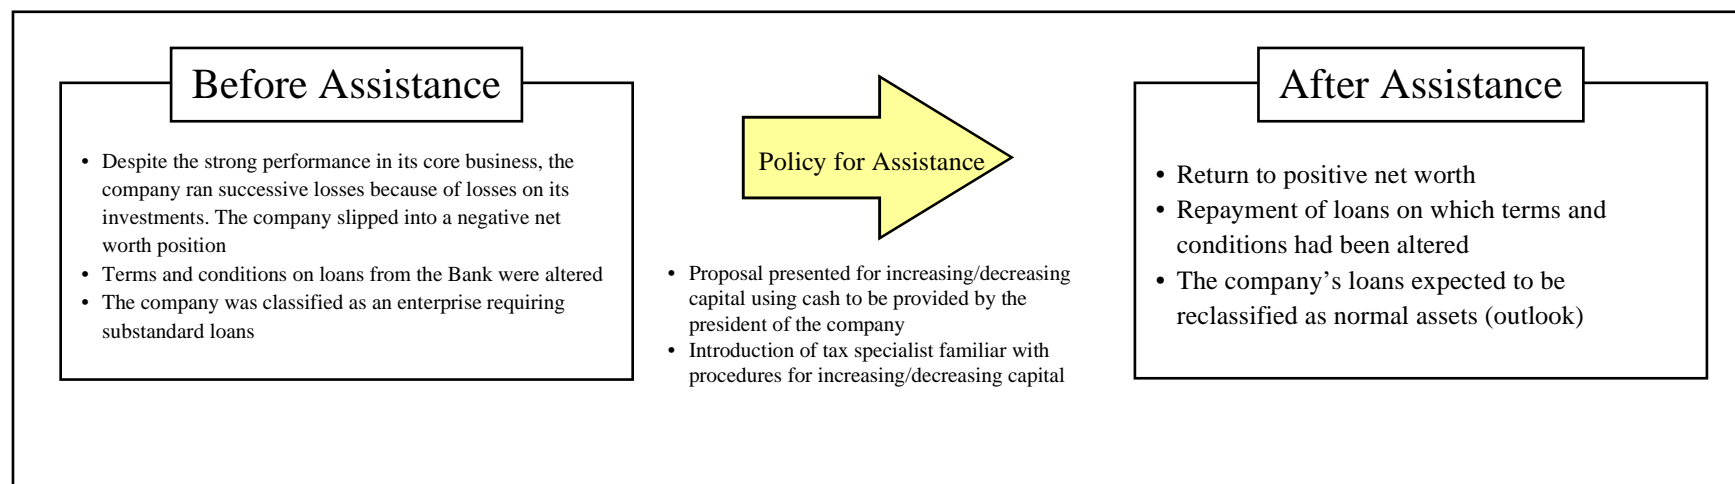 Before Assistance
• Despite the strong performance in its core business, the
company ran successive losses because of losses on its
investments. The company slipped into a negative net
worth position
• Terms and conditions on loans from the Bank were altered
• The company was classified as an enterprise requiring
substandard loans
Policy for Assistance
• Proposal presented for increasing/decreasing
capital using cash to be provided by the
president of the company
• Introduction of tax specialist familiar with
procedures for increasing/decreasing capital
After Assistance
• Return to positive net worth
• Repayment of loans on which terms and
conditions had been altered
• The company’s loans expected to be
reclassified as normal assets (outlook)